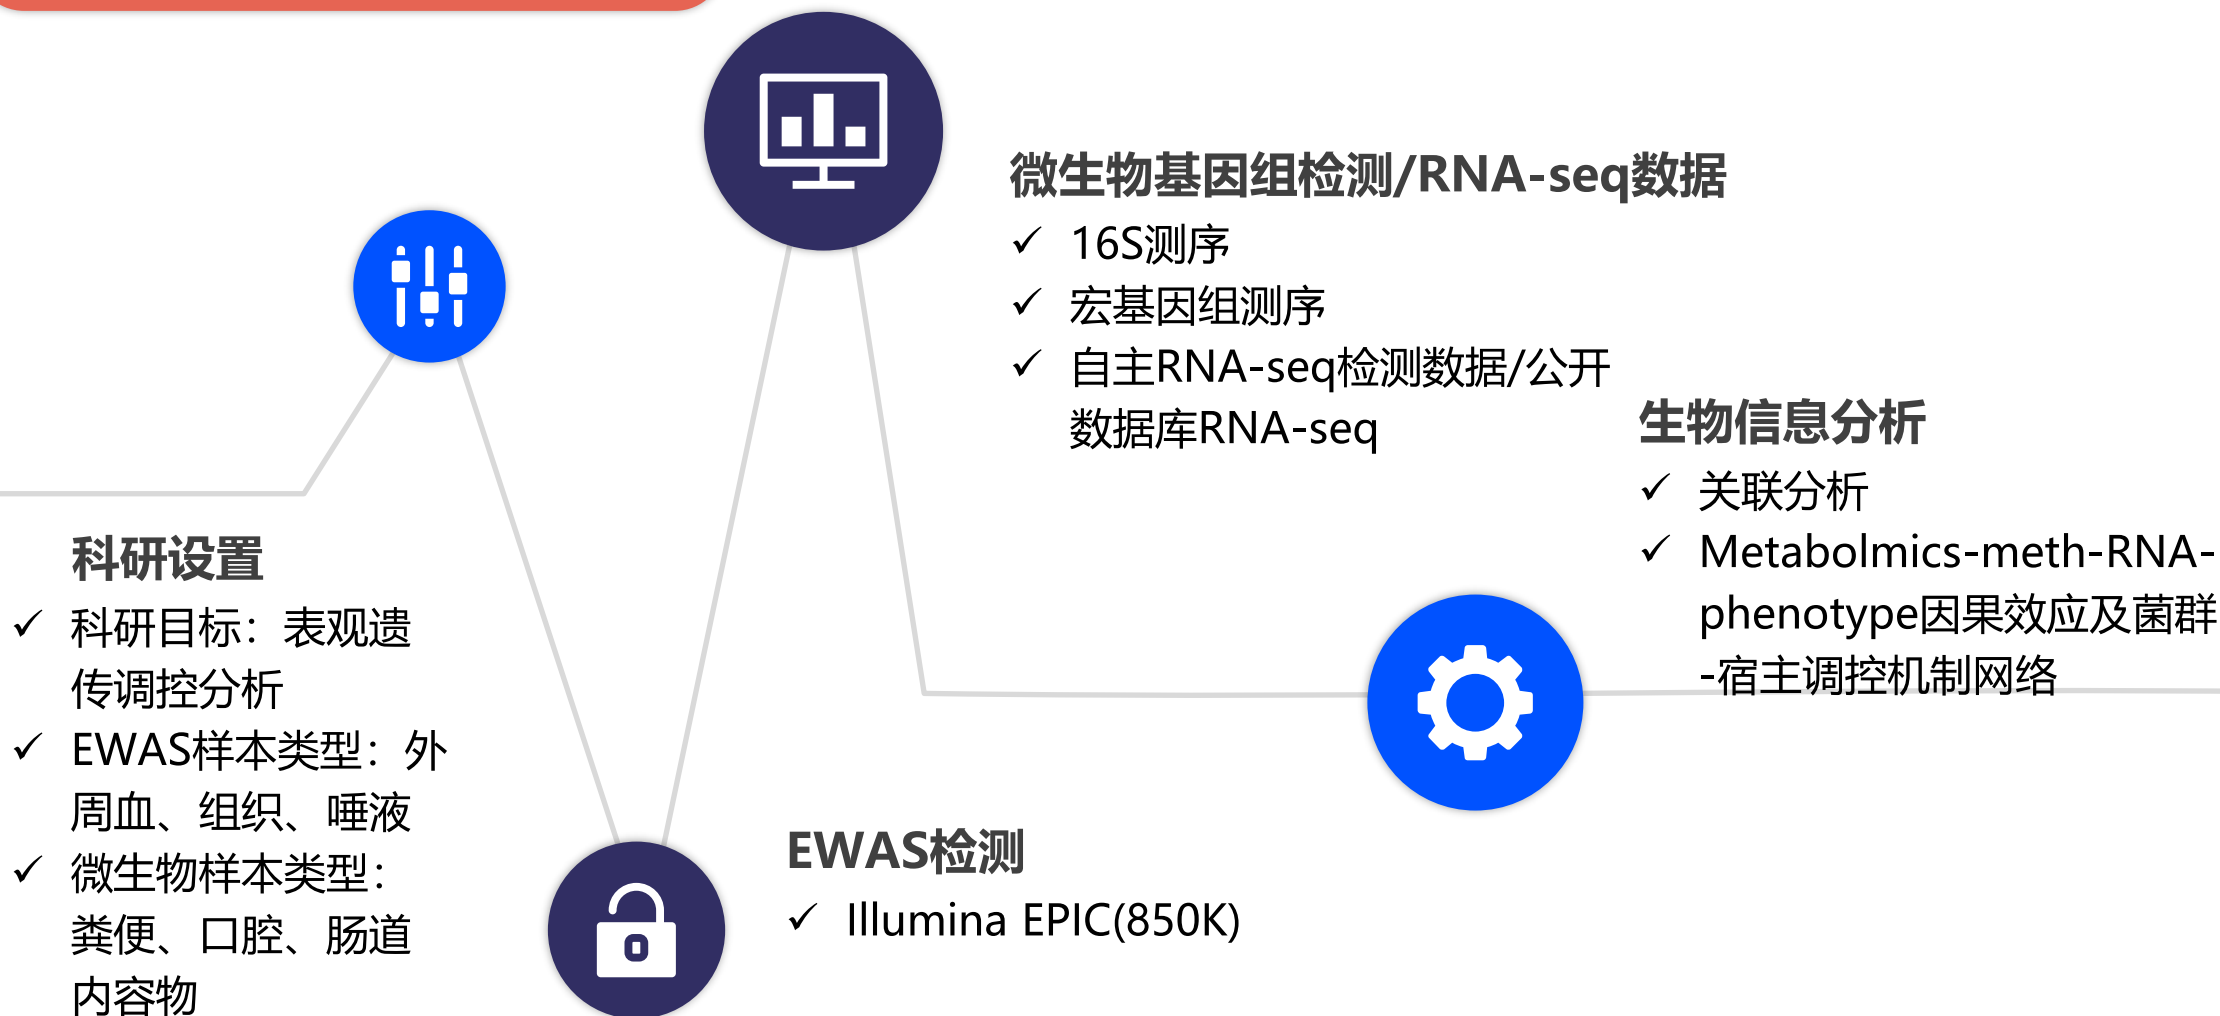 微生物基因组检测/RNA-seq数据
✓ 16S测序
✓ 宏基因组测序
✓ 自主RNA-seq检测数据/公开
数据库RNA-seq
生物信息分析
✓ 关联分析
✓ Metabolmics-meth-RNA-
phenotype因果效应及菌群
-宿主调控机制网络
科研设置
✓ 科研目标：表观遗
传调控分析
✓ EWAS样本类型：外
周血、组织、唾液
✓ 微生物样本类型：
粪便、口腔、肠道
内容物
EWAS检测
✓ Illumina EPIC(850K)